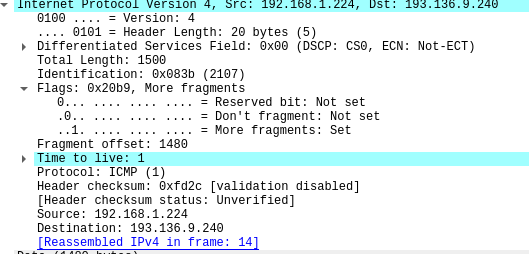 Internet Protocol Version 4, Src: 192.168.1.224, Dst: 193.136.9.240
0100 .... = Version: 4
.... 0101 = Header Length: 20 bytes (5)
Differentiated Services Field: 0x00 (DSCP: CS0, ECN: Not-ECT)
Total Length: 1500
Identification: 0x083b (2107)
Flags: 0x20b9, More fragments
0... .... .... .... = Reserved bit: Not set
.0.. .... .... .... = Don't fragment: Not set
..1. .... .... .... = More fragments: Set
Fragment offset: 1480
Time to live: 1
Protocol: ICMP (1)
Header checksum: 0xfd2c [validation disabled]
[Header checksum status: Unverified]
Source: 192.168.1.224
Destination: 193.136.9.240
[Reassembled IPv4 in frame: 14]
Data (1480 bytes)